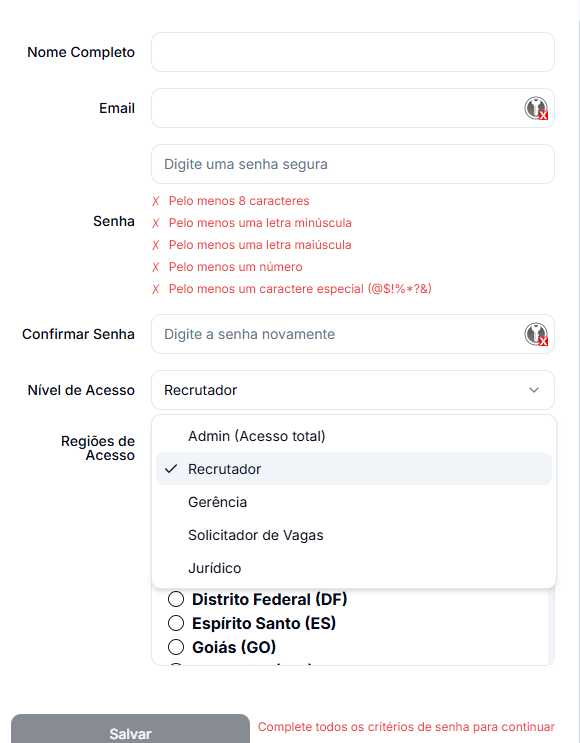 Nome Completo
Email
Digite uma senha segura
Senha
X Pelo menos 8 caracteres
X Pelo menos uma letra minúscula
X Pelo menos uma letra maiúscula
X Pelo menos um número
X Pelo menos um caractere especial (@$!%*?&)
Confirmar Senha
Digite a senha novamente
Nível de Acesso
Recrutador
Regiões de
Acesso
Admin (Acesso total)
Recrutador
Gerência
Solicitador de Vagas
Jurídico
Distrito Federal (DF)
Espírito Santo (ES)
Goiás (GO)
Salvar
Complete todos os critérios de senha para continuar